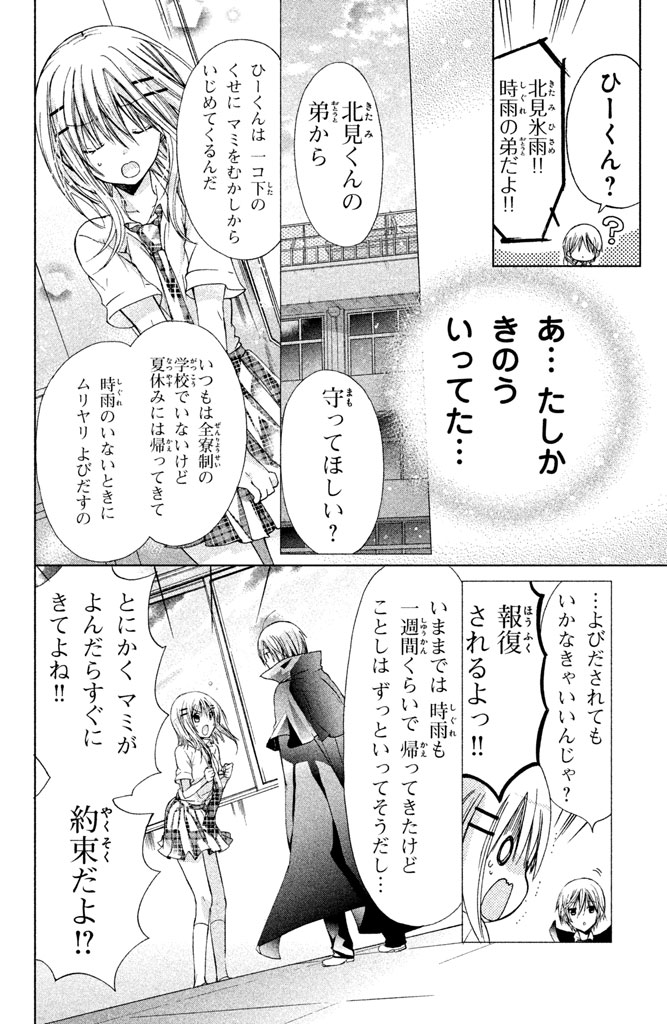 ひーくん?
北見氷雨!!
時雨の弟だよ!!
?
あ… たしか
きのう
いってた…
北見くんの
弟から
守ってほしい?
ひーくんは 一コ下の
くせに マミをむかしから
いじめてくるんだ
いつもは全寮制の
学校でいないけど
夏休みには帰ってきて
時雨のいないときに
ムリヤリ よびだすの
…よびだされても
いかなきゃいいんじゃ?
報復
されるよっ!!
いままでは 時雨も
一週間くらいで 帰ってきたけど
ことしは ずっといってそうだし…
とにかく マミが
よんだらすぐに
きてよね!!
約束だよ!?